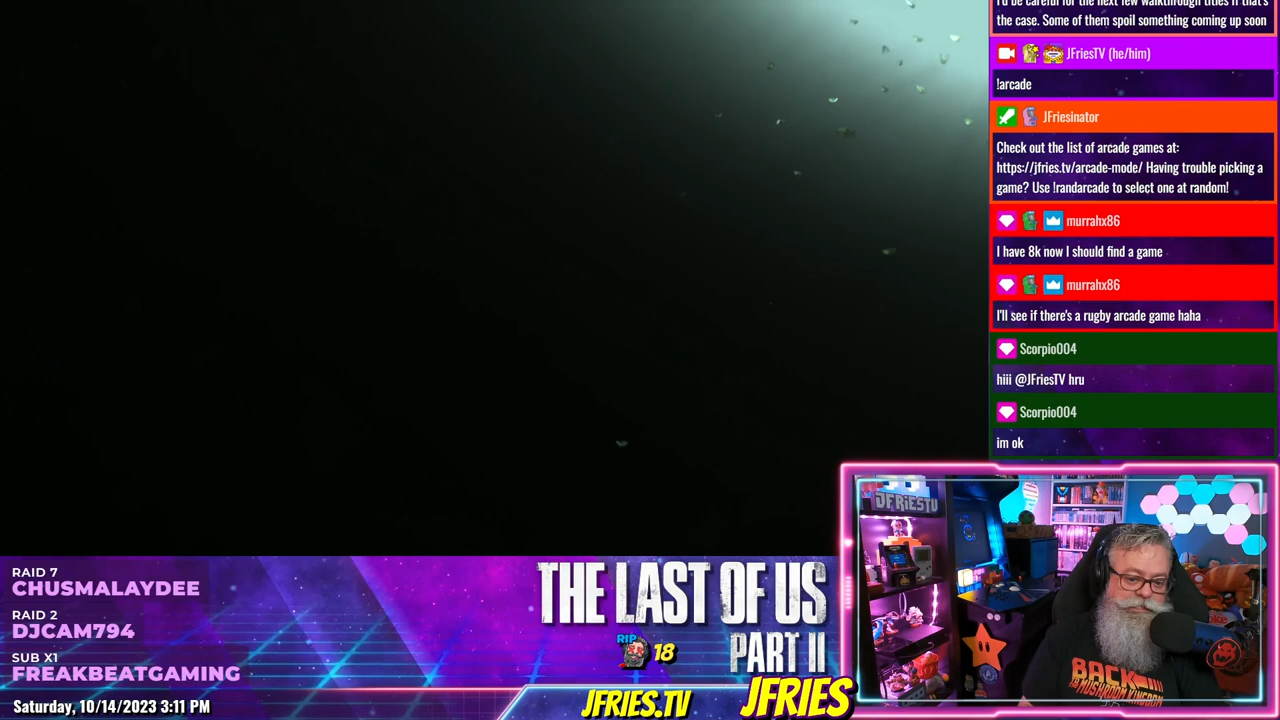 I'd be careful for the next few walkthrough titles if that's
the case. Some of them spoil something coming up soon
JFriesTV (he/him)
!arcade
JFriesinator
Check out the list of arcade games at:
https://jfries.tv/arcade-mode/ Having trouble picking a
game? Use !randarcade to select one at random!
murrahx86
I have 8k now I should find a game
murrahx86
I'll see if there's a rugby arcade game haha
Scorpio004
hiii @JFriesTV hru
Scorpio004
im ok
JFRIESTV
BACK
MUSHROOM KINGDOM
RAID 7
CHUSMALAYDEE
RAID 2
DJCAM794
SUB X1
FREAKBEATGAMING
Saturday, 10/14/2023 3:11 PM
THE LAST OF US
PART II
RIP
18
JFRIES.TV
JFRIES